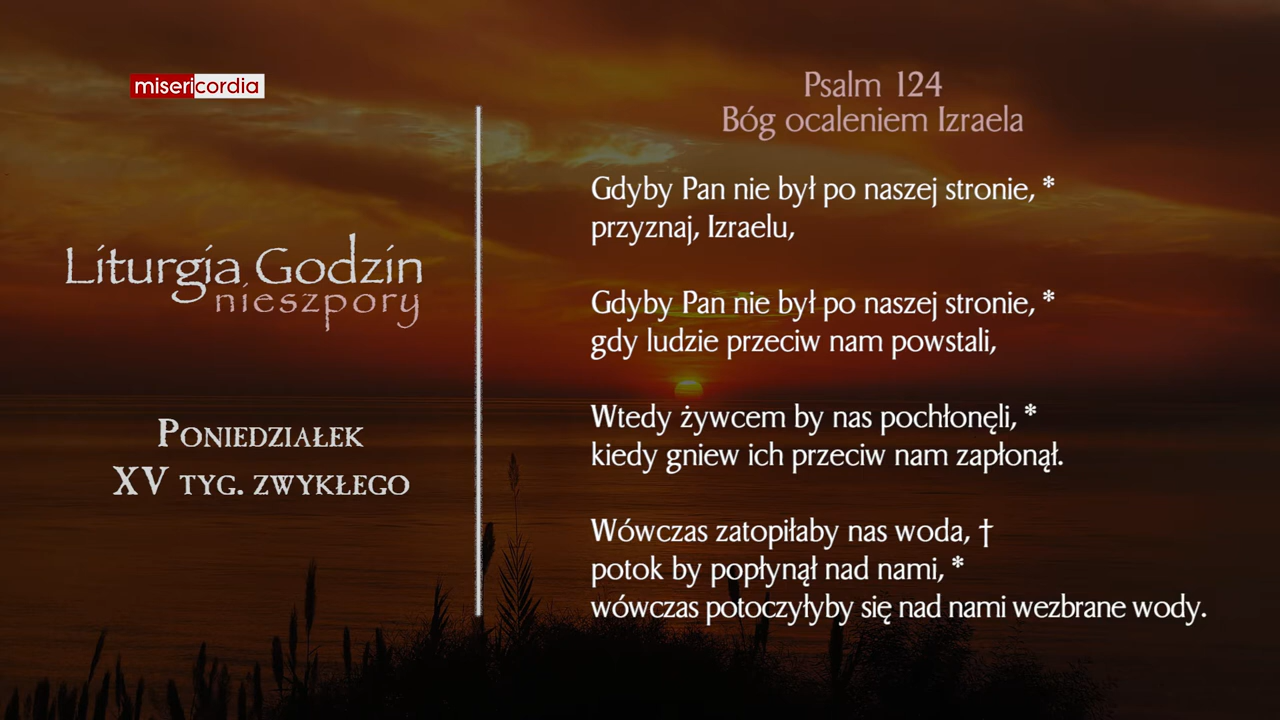 misericordia
Liturgia Godzin
nieszpory
Poniedziałek
XV tyg. zwykłego
Psalm 124
Bóg ocaleniem Izraela
Gdyby Pan nie był po naszej stronie, *
przyznaj, Izraelu,
Gdyby Pan nie był po naszej stronie, *
gdy ludzie przeciw nam powstali,
Wtedy żywcem by nas pochłonęli, *
kiedy gniew ich przeciw nam zapłonął.
Wówczas zatopiłaby nas woda, †
potok by popłynął nad nami, *
wówczas potoczyłyby się nad nami wezbrane wody.